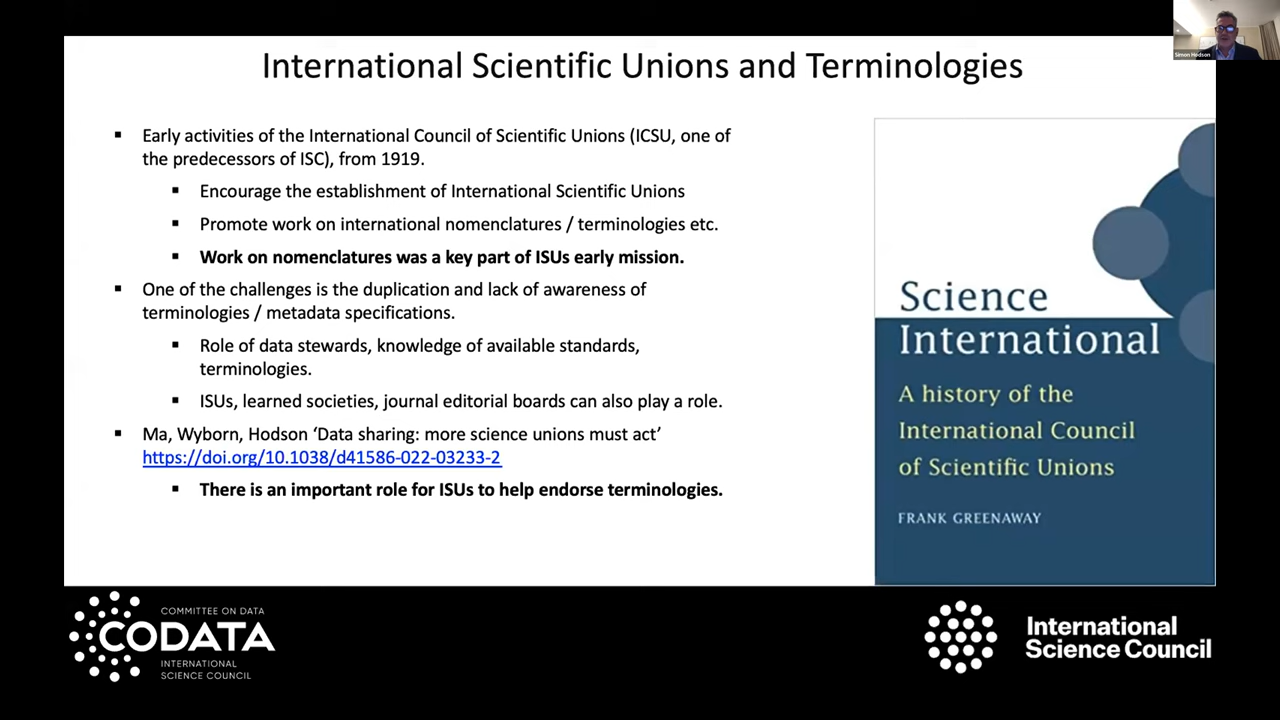 Simon Hodson
International Scientific Unions and Terminologies
▪ Early activities of the International Council of Scientific Unions (ICSU, one of
the predecessors of ISC), from 1919.
▪ Encourage the establishment of International Scientific Unions
▪ Promote work on international nomenclatures / terminologies etc.
▪ Work on nomenclatures was a key part of ISUs early mission.
▪ One of the challenges is the duplication and lack of awareness of
terminologies / metadata specifications.
▪ Role of data stewards, knowledge of available standards,
terminologies.
▪ ISUs, learned societies, journal editorial boards can also play a role.
▪ Ma, Wyborn, Hodson ‘Data sharing: more science unions must act’
https://doi.org/10.1038/d41586-022-03233-2
▪ There is an important role for ISUs to help endorse terminologies.
Science
International
A history of the
International Council
of Scientific Unions
FRANK GREENAWAY
COMMITTEE ON DATA
CODATA
INTERNATIONAL
SCIENCE COUNCIL
International
Science Council